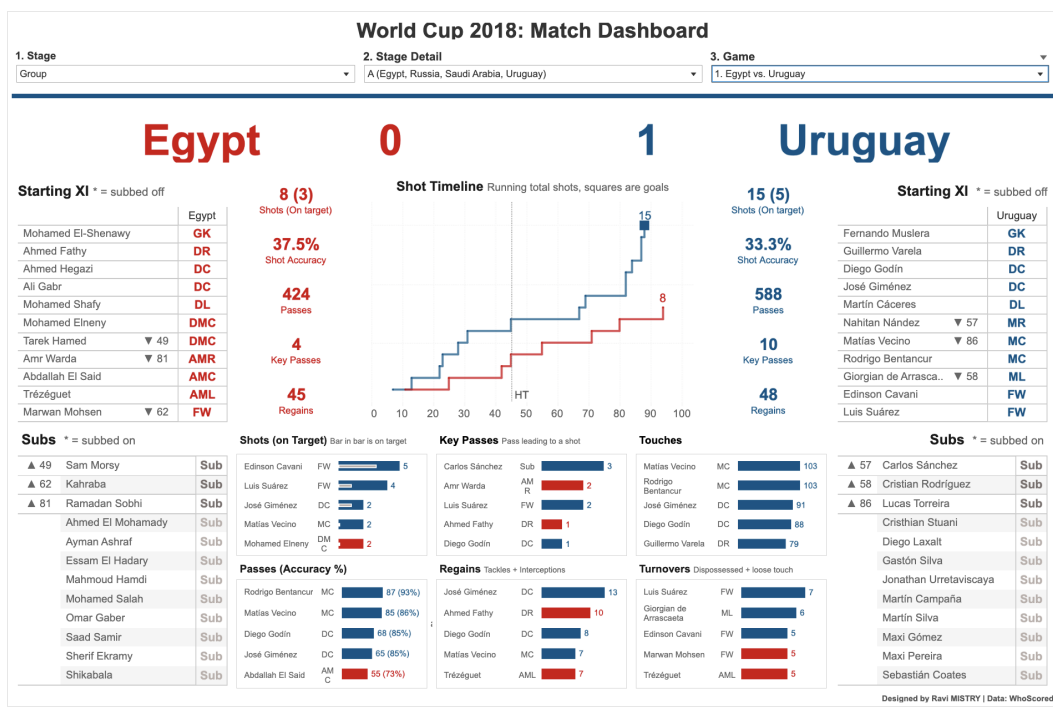 World Cup 2018: Match Dashboard
1. Stage
2. Stage Detail
3. Game
Group
A (Egypt, Russia, Saudi Arabia, Uruguay)
1. Egypt vs. Uruguay
Egypt 0 1 Uruguay
Starting XI * = subbed off
Egypt
Mohamed El-Shenawy GK
Ahmed Fathy DR
Ahmed Hegazi DC
Ali Gabr DC
Mohamed Shafy DL
Mohamed Elneny DMC
Tarek Hamed ▼ 49 DMC
Amr Warda ▼ 81 AMR
Abdallah El Said AMC
Trézéguet AML
Marwan Mohsen ▼ 62 FW
8 (3)
Shots (On target)
37.5%
Shot Accuracy
424
Passes
4
Key Passes
45
Regains
Shot Timeline Running total shots, squares are goals
15
8
HT
0 10 20 30 40 50 60 70 80 90 100
15 (5)
Shots (On target)
33.3%
Shot Accuracy
588
Passes
10
Key Passes
48
Regains
Starting XI * = subbed off
Uruguay
Fernando Muslera GK
Guillermo Varela DR
Diego Godín DC
José Giménez DC
Martín Cáceres DL
Nahitan Nández ▼ 57 MR
Matías Vecino ▼ 86 MC
Rodrigo Bentancur MC
Giorgian de Arrasca.. ▼ 58 ML
Edinson Cavani FW
Luis Suárez FW
Subs * = subbed on
▲ 49 Sam Morsy Sub
▲ 62 Kahraba Sub
▲ 81 Ramadan Sobhi Sub
Ahmed El Mohamady Sub
Ayman Ashraf Sub
Essam El Hadary Sub
Mahmoud Hamdi Sub
Mohamed Salah Sub
Omar Gaber Sub
Saad Samir Sub
Sherif Ekramy Sub
Shikabala Sub
Shots (on Target) Bar in bar is on target
Edinson Cavani FW 5
Luis Suárez FW 4
José Giménez DC 2
Matías Vecino MC 2
Mohamed Elneny DM
C 2
Key Passes Pass leading to a shot
Carlos Sánchez Sub 3
Amr Warda AM
R 2
Luis Suárez FW 2
Ahmed Fathy DR 1
Diego Godín DC 1
Touches
Matías Vecino MC 103
Rodrigo
Bentancur MC 103
José Giménez DC 91
Diego Godín DC 88
Guillermo Varela DR 79
Passes (Accuracy %)
Rodrigo Bentancur MC 87 (93%)
Matías Vecino MC 85 (86%)
Diego Godín DC 68 (85%)
José Giménez DC 65 (85%)
Abdallah El Said AM
C 55 (73%)
Regains Tackles + Interceptions
José Giménez DC 13
Ahmed Fathy DR 10
Diego Godín DC 8
Matías Vecino MC 7
Trézéguet AML 7
Turnovers Dispossessed + loose touch
Luis Suárez FW 7
Giorgian de
Arrascaeta ML 6
Edinson Cavani FW 5
Marwan Mohsen FW 5
Trézéguet AML 5
Subs * = subbed on
▲ 57 Carlos Sánchez Sub
▲ 58 Cristian Rodríguez Sub
▲ 86 Lucas Torreira Sub
Cristhian Stuani Sub
Diego Laxalt Sub
Gastón Silva Sub
Jonathan Urretaviscaya Sub
Martín Campaña Sub
Martín Silva Sub
Maxi Gómez Sub
Maxi Pereira Sub
Sebastián Coates Sub
Designed by Ravi MISTRY | Data: WhoScored